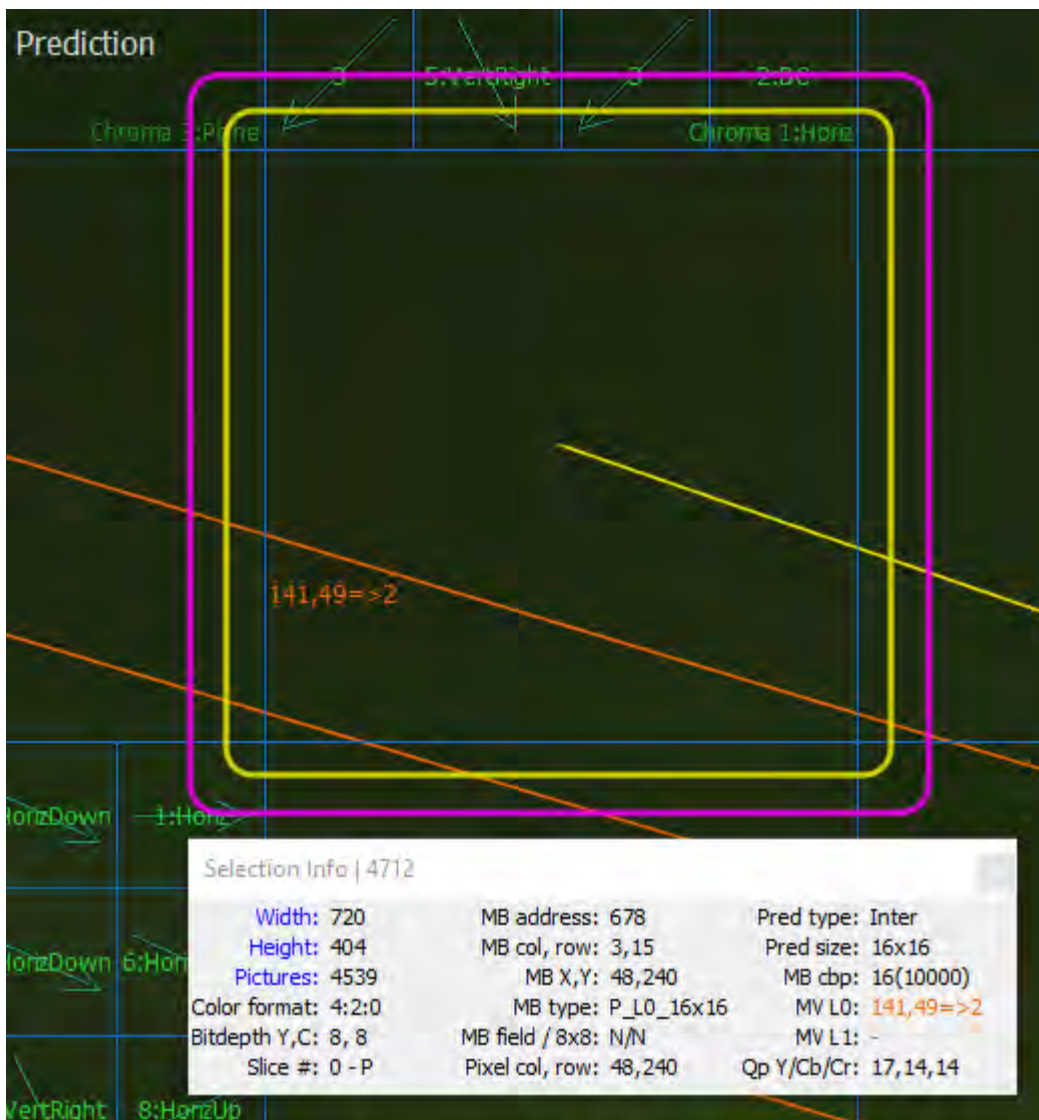 Prediction
3 5:VertRight 3 2:DC
Chroma 3:Plane Chroma 1:Horiz
141,49=>2
HorizDown 1:Horiz
Selection Info | 4712
Width: 720 MB address: 678 Pred type: Inter
Height: 404 MB col, row: 3,15 Pred size: 16x16
HorizDown 6:Hori Pictures: 4539 MB X,Y: 48,240 MB cbp: 16(10000)
Color format: 4:2:0 MB type: P_L0_16x16 MV L0: 141,49=>2
Bitdepth Y,C: 8, 8 MB field / 8x8: N/N MV L1: -
Slice #: 0 - P Pixel col, row: 48,240 Qp Y/Cb/Cr: 17,14,14
VertRight 8:HorizUp